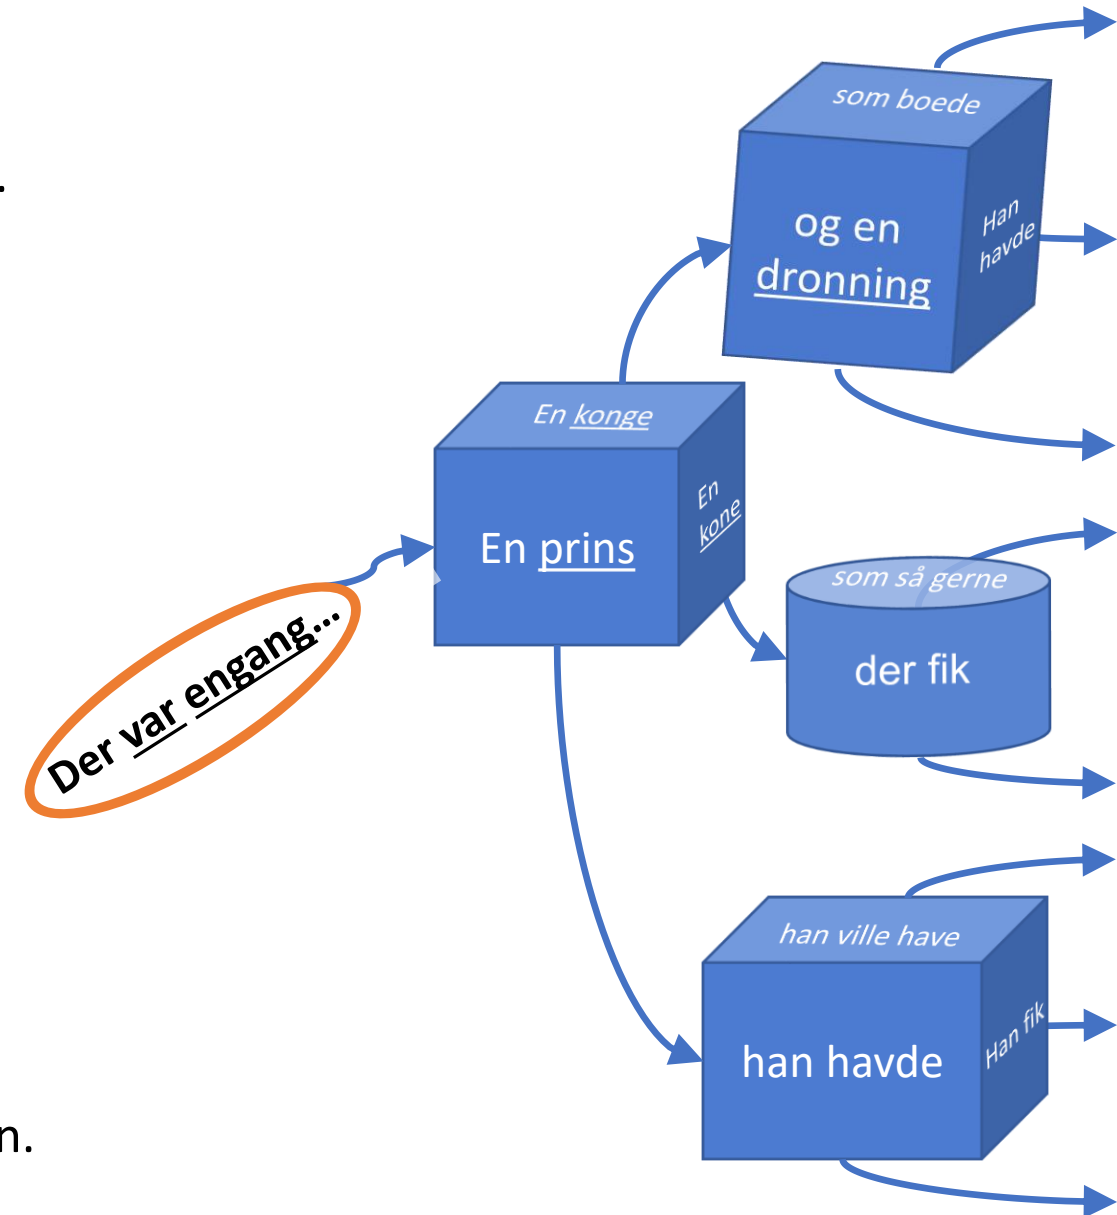 som boede
og en
dronning
Han
havde
.
En konge
En prins
En
kone
Der var engang...
som så gerne
der fik
han ville have
han havde
Han fik
n.